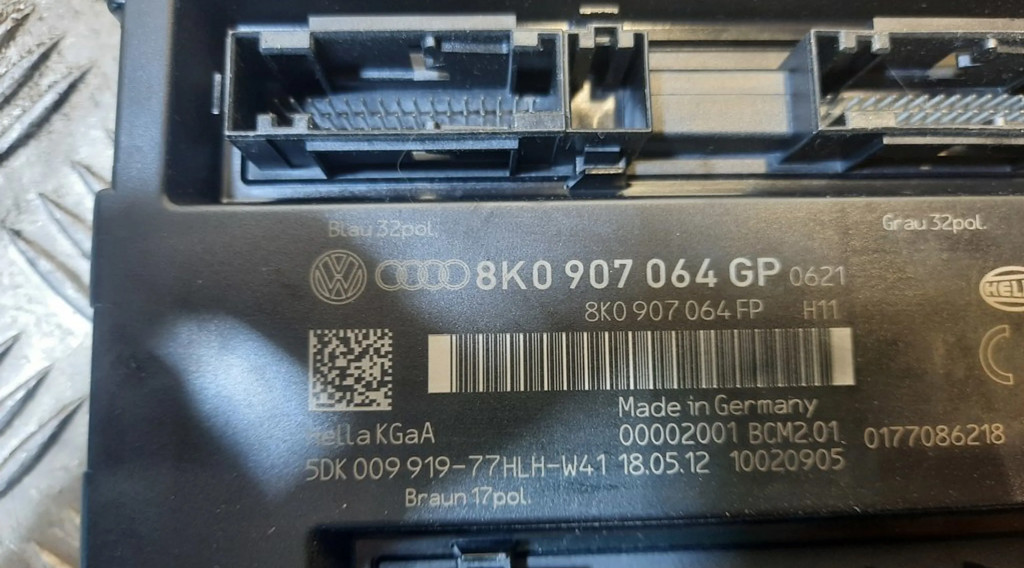 Blau 32pol. Grau 32pol.
8K0 907 064 GP 0621
8K0 907 064 FP H11
Made in Germany
Hella KGaA 00002001 BCM2.01. 0177086218
5DK 009 919-77HLH-W41 18.05.12 10020905
Braun 17pol.